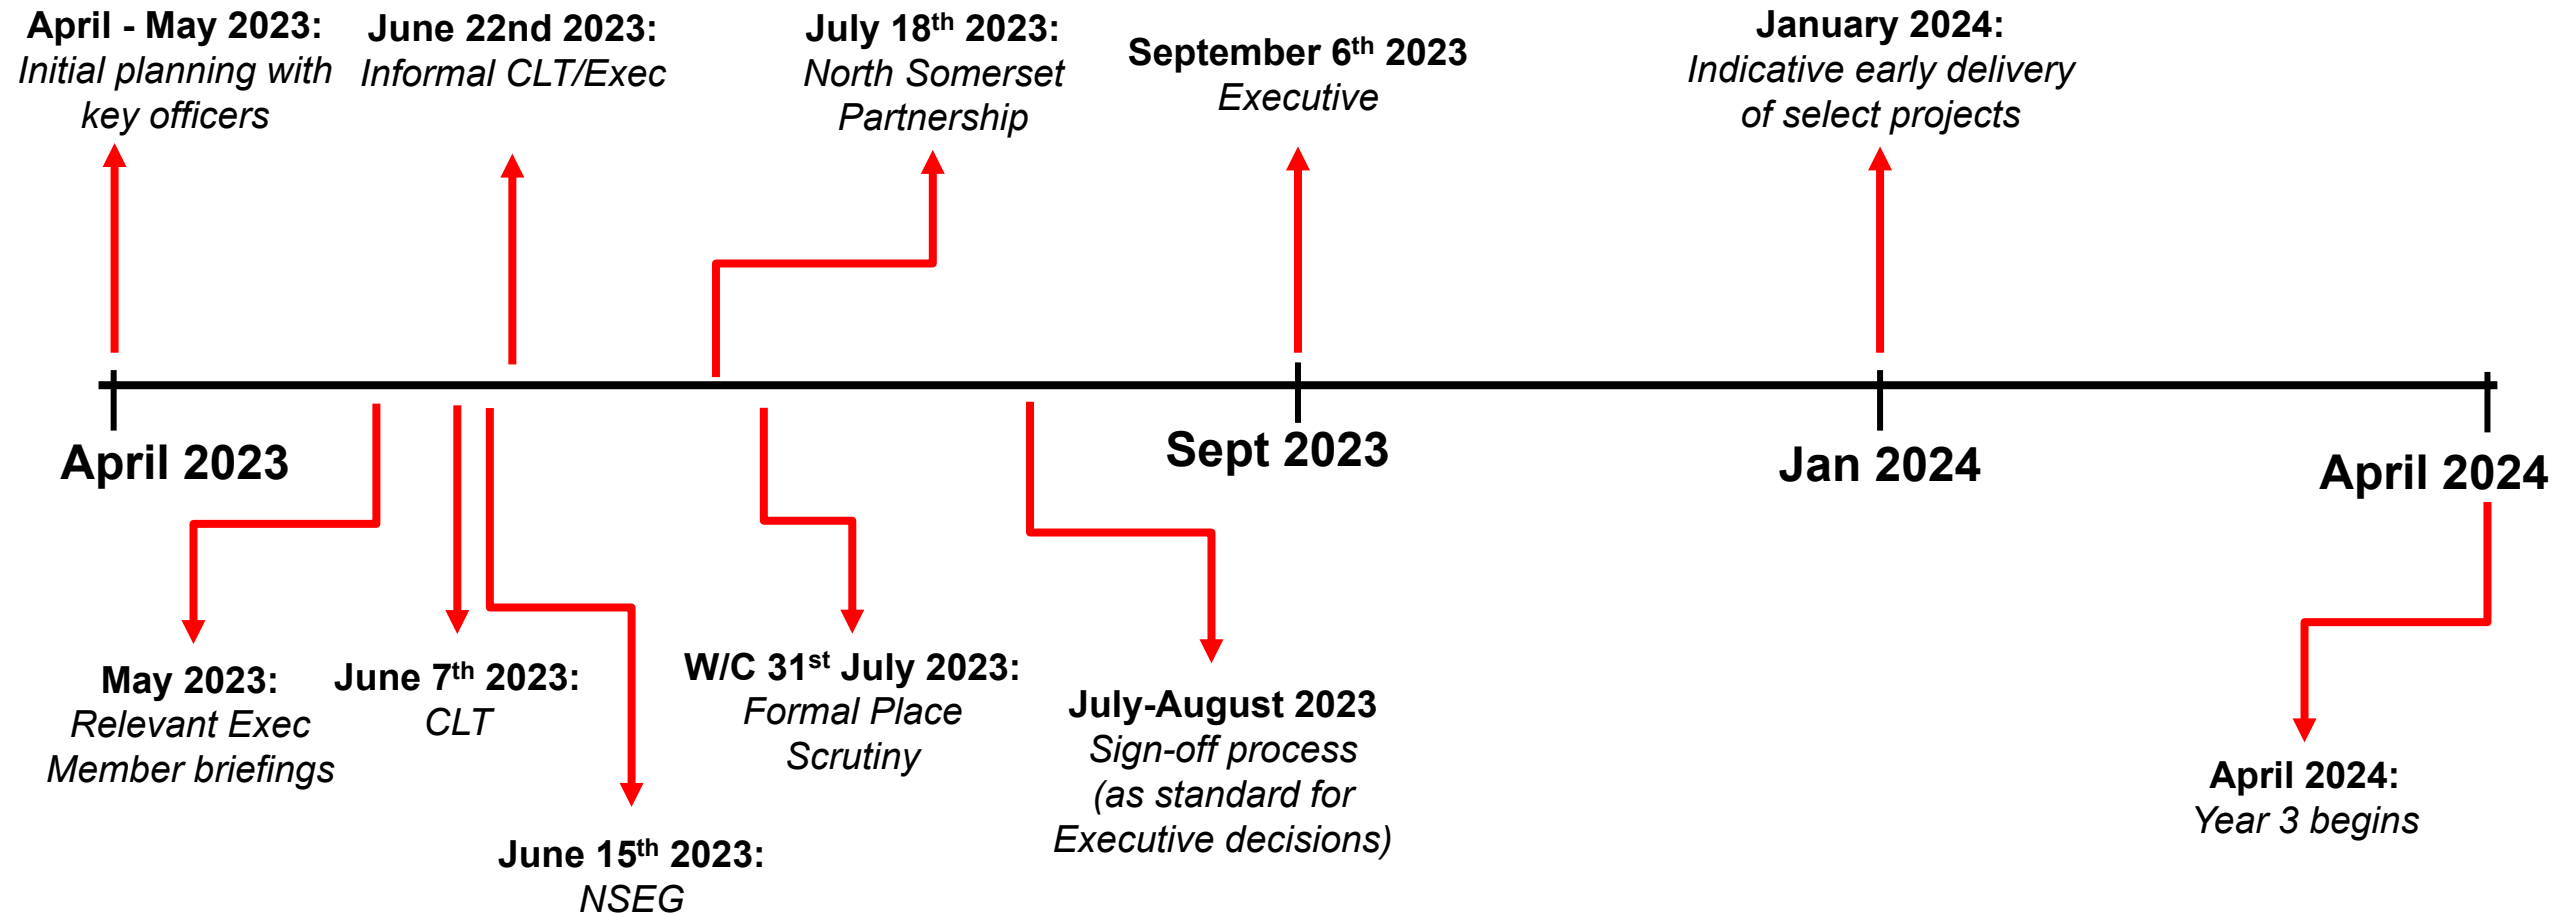 April - May 2023:
Initial planning with
key officers
June 22nd 2023:
Informal CLT/Exec
July 18th 2023:
North Somerset
Partnership
September 6th 2023
Executive
January 2024:
Indicative early delivery
of select projects
April 2023
Sept 2023
Jan 2024
April 2024
May 2023:
Relevant Exec
Member briefings
June 7th 2023:
CLT
June 15th 2023:
NSEG
W/C 31st July 2023:
Formal Place
Scrutiny
July-August 2023
Sign-off process
(as standard for
Executive decisions)
April 2024:
Year 3 begins